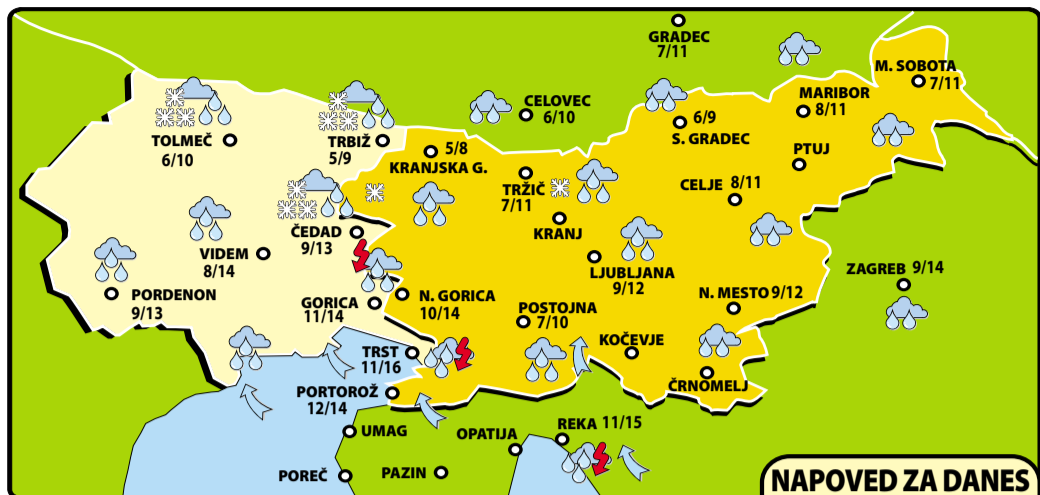 GRADEC
7/11
M. SOBOTA
7/11
MARIBOR
8/11
CELOVEC
6/10
6/9
S. GRADEC
TOLMEČ
6/10
TRBIŽ
5/9
5/8
KRANJSKA G.
PTUJ
TRŽIČ
7/11
CELJE 8/11
KRANJ
ČEDAD
9/13
VIDEM
8/14
LJUBLJANA
9/12
ZAGREB 9/14
PORDENON
9/13
GORICA
11/14
N. GORICA
10/14
N. MESTO 9/12
POSTOJNA
7/10
KOČEVJE
TRST
11/16
ČRNOMELJ
PORTOROŽ
12/14
UMAG
OPATIJA
REKA 11/15
POREČ
PAZIN
NAPOVED ZA DANES